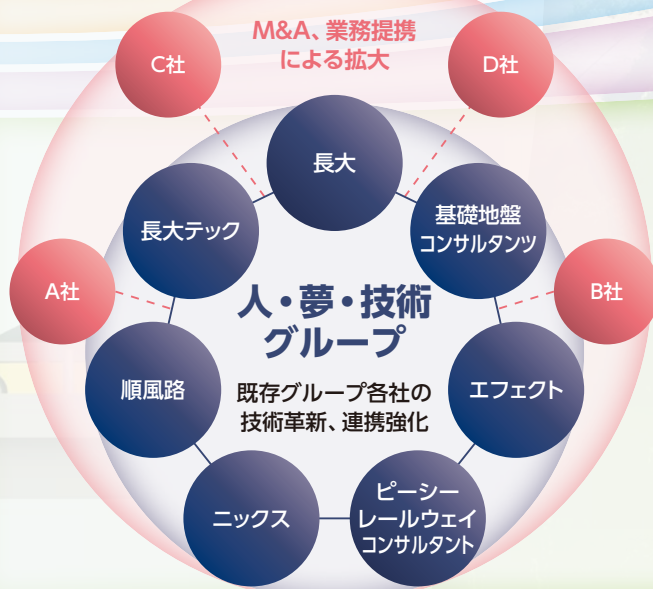 M&A、業務提携
による拡大
C社
D社
長大
長大テック
基礎地盤
コンサルタンツ
A社
B社
人・夢・技術
グループ
順風路
エフェクト
既存グループ各社の
技術革新、連携強化
ニックス
ピーシー
レールウェイ
コンサルタント